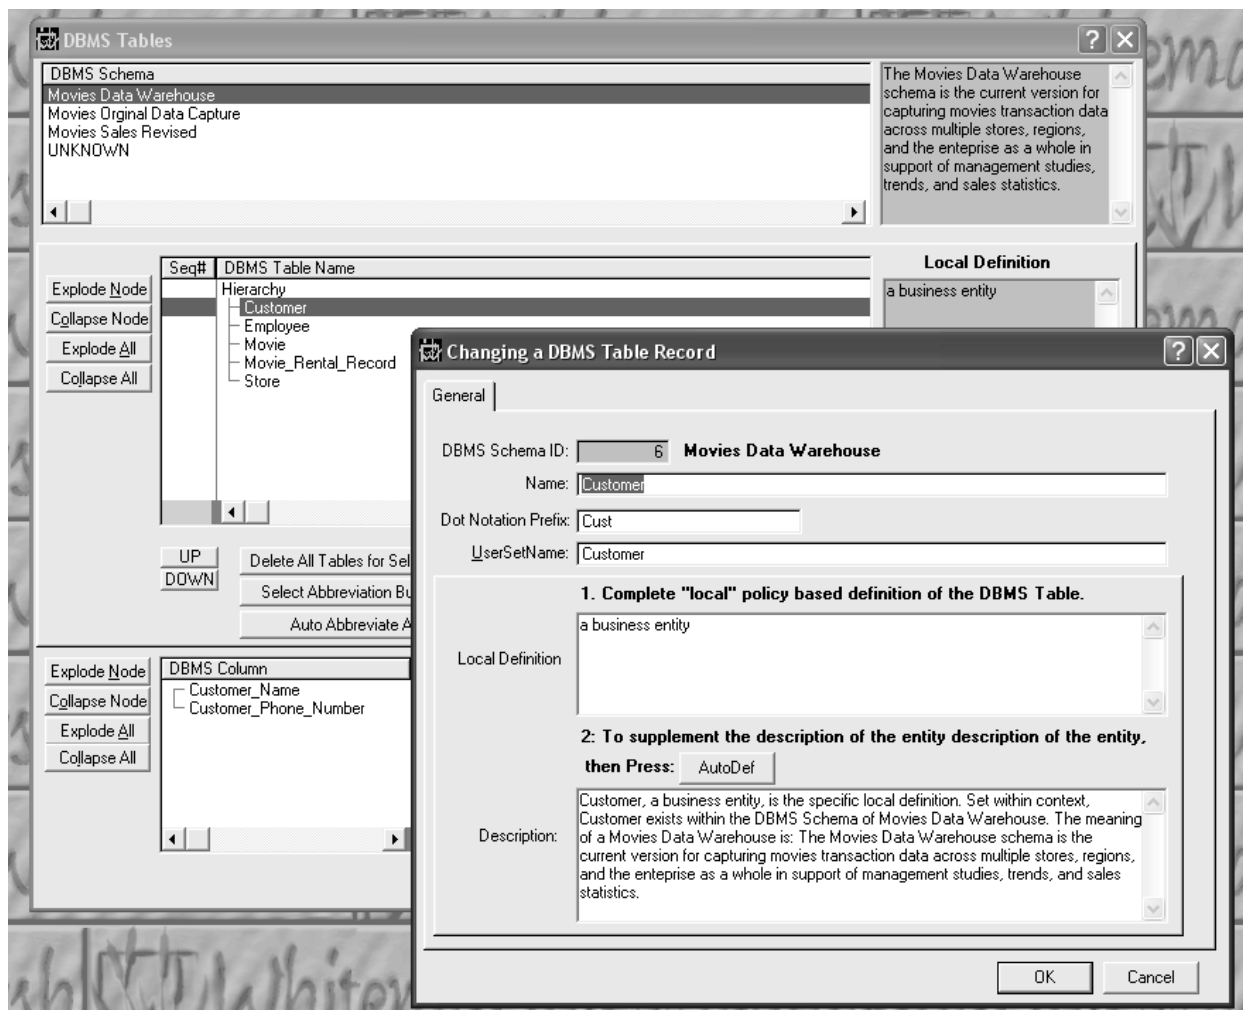 DBMS Tables
DBMS Schema
Movies Data Warehouse
Movies Orginal Data Capture
Movies Sales Revised
UNKNOWN
The Movies Data Warehouse
schema is the current version for
capturing movies transaction data
across multiple stores, regions,
and the enteprise as a whole in
support of management studies,
trends, and sales statistics.
Explode Node
Collapse Node
Explode All
Collapse All
Seq# DBMS Table Name
Hierarchy
Customer
Employee
Movie
Movie_Rental_Record
Store
Local Definition
a business entity
UP
DOWN
Delete All Tables for Sel
Select Abbreviation Bu
Auto Abbreviate A
Explode Node
Collapse Node
Explode All
Collapse All
DBMS Column
Customer_Name
Customer_Phone_Number
Changing a DBMS Table Record
General
DBMS Schema ID: 6 Movies Data Warehouse
Name: Customer
Dot Notation Prefix: Cust
UserSetName: Customer
1. Complete "local" policy based definition of the DBMS Table.
Local Definition
a business entity
2: To supplement the description of the entity description of the entity,
then Press: AutoDef
Description:
Customer, a business entity, is the specific local definition. Set within context,
Customer exists within the DBMS Schema of Movies Data Warehouse. The meaning
of a Movies Data Warehouse is: The Movies Data Warehouse schema is the
current version for capturing movies transaction data across multiple stores, regions,
and the enteprise as a whole in support of management studies, trends, and sales
statistics.
OK Cancel